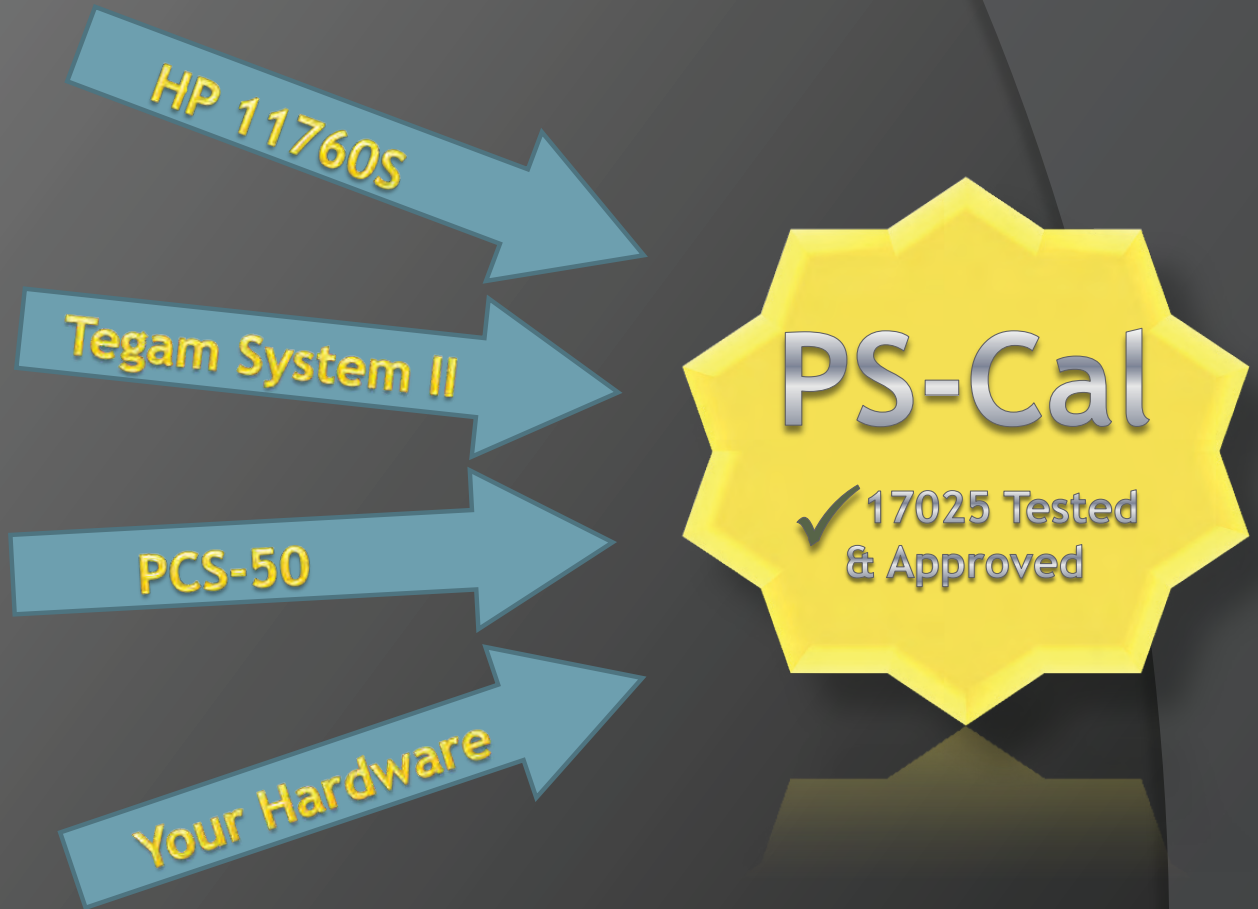 HP 11760S
Tegam System II
PCS-50
Your Hardware
PS-Cal
✓17025 Tested
& Approved